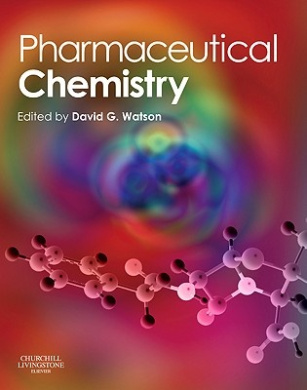 Pharmaceutical
Chemistry
Edited by David G. Watson
CHURCHILL
LIVINGSTONE
ELSEVIER